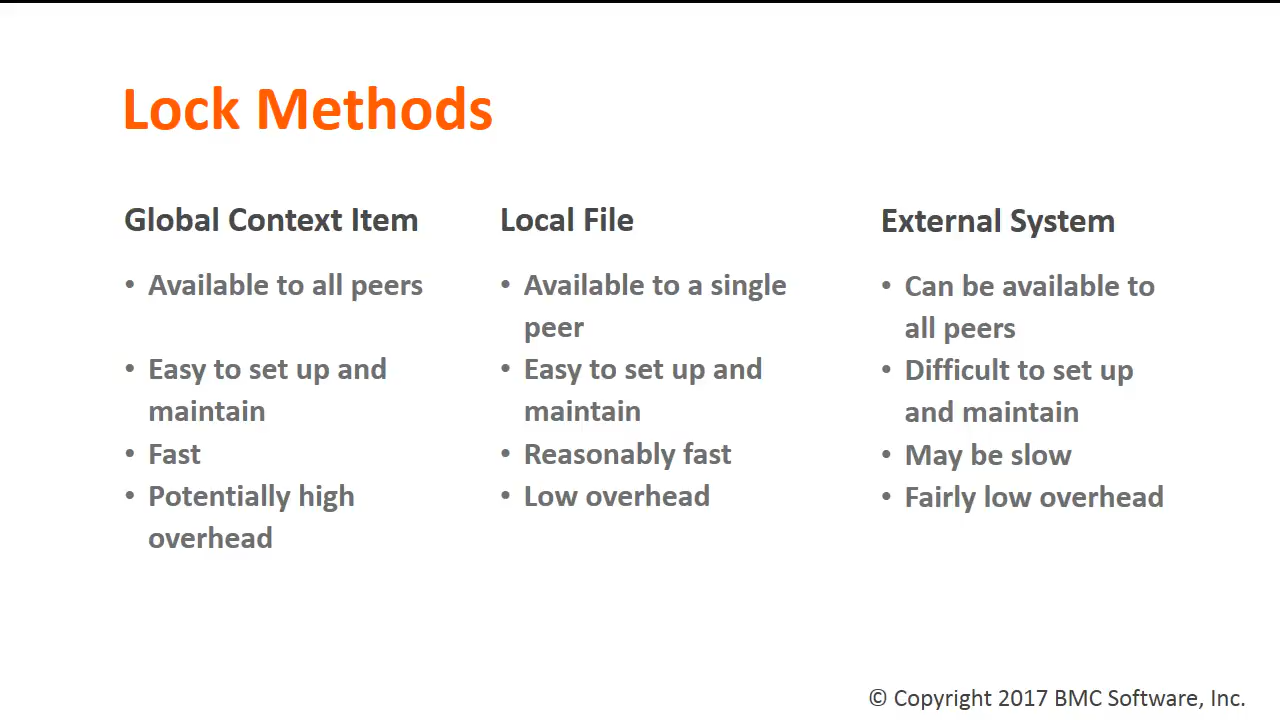 Lock Methods
Global Context Item
• Available to all peers
• Easy to set up and
maintain
• Fast
• Potentially high
overhead
Local File
• Available to a single
peer
• Easy to set up and
maintain
• Reasonably fast
• Low overhead
External System
• Can be available to
all peers
• Difficult to set up
and maintain
• May be slow
• Fairly low overhead
© Copyright 2017 BMC Software, Inc.